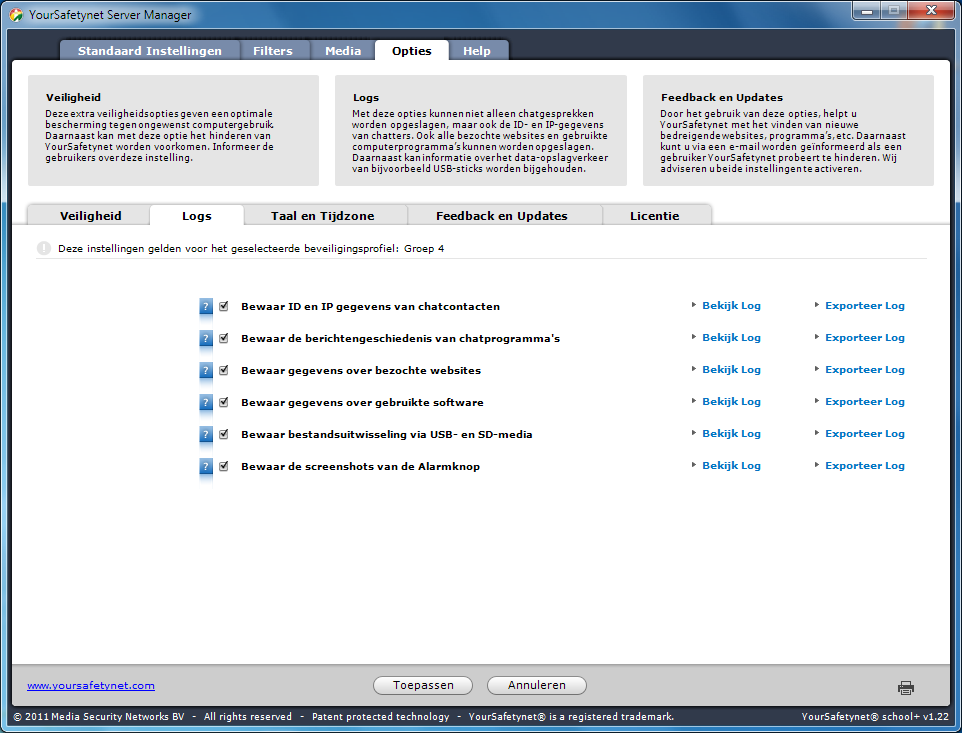 YourSafetynet Server Manager
Standaard Instellingen Filters Media Opties Help
Veiligheid
Deze extra veiligheidsopties geven een optimale
bescherming tegen ongewenst computergebruik.
Daarnaast kan met deze optie het hinderen van
YourSafetynet worden voorkomen. Informeer de
gebruikers over deze instelling.
Logs
Met deze opties kunnen niet alleen chatgesprekken
worden opgeslagen, maar ook de ID- en IP-gegevens
van chatters. Ook alle bezochte websites en gebruikte
computerprogramma's kunnen worden opgeslagen.
Daarnaast kan informatie over het data-opslagverkeer
van bijvoorbeeld USB-sticks worden bijgehouden.
Feedback en Updates
Door het gebruik van deze opties, helpt u
YourSafetynet met het vinden van nieuwe
bedreigende websites, programma's, etc. Daarnaast
kunt u via een e-mail worden geïnformeerd als een
gebruiker YourSafetynet probeert te hinderen. Wij
adviseren u beide instellingen te activeren.
Veiligheid Logs Taal en Tijdzone Feedback en Updates Licentie
! Deze instellingen gelden voor het geselecteerde beveiligingsprofiel: Groep 4
? Bewaar ID en IP gegevens van chatcontacten Bekijk Log Exporteer Log
? Bewaar de berichtengeschiedenis van chatprogramma's Bekijk Log Exporteer Log
? Bewaar gegevens over bezochte websites Bekijk Log Exporteer Log
? Bewaar gegevens over gebruikte software Bekijk Log Exporteer Log
? Bewaar bestandsuitwisseling via USB- en SD-media Bekijk Log Exporteer Log
? Bewaar de screenshots van de Alarmknop Bekijk Log Exporteer Log
www.yoursafetynet.com Toepassen Annuleren
© 2011 Media Security Networks BV - All rights reserved - Patent protected technology - YourSafetynet® is a registered trademark. YourSafetynet® school+ v1.22